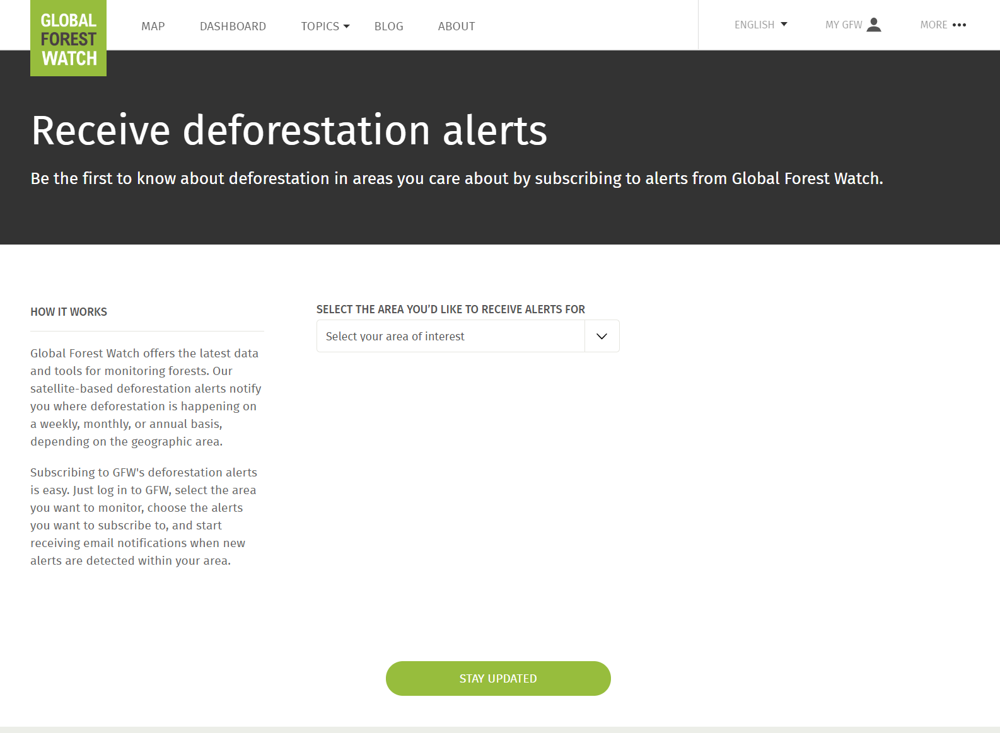 GLOBAL
FOREST
WATCH
MAP
DASHBOARD
TOPICS
BLOG
ABOUT
ENGLISH
MY GFW
MORE
Receive deforestation alerts
Be the first to know about deforestation in areas you care about by subscribing to alerts from Global Forest Watch.
HOW IT WORKS
Global Forest Watch offers the latest data
and tools for monitoring forests. Our
satellite-based deforestation alerts notify
you where deforestation is happening on
a weekly, monthly, or annual basis,
depending on the geographic area.
Subscribing to GFW's deforestation alerts
is easy. Just log in to GFW, select the area
you want to monitor, choose the alerts
you want to subscribe to, and start
receiving email notifications when new
alerts are detected within your area.
SELECT THE AREA YOU’D LIKE TO RECEIVE ALERTS FOR
Select your area of interest
STAY UPDATED